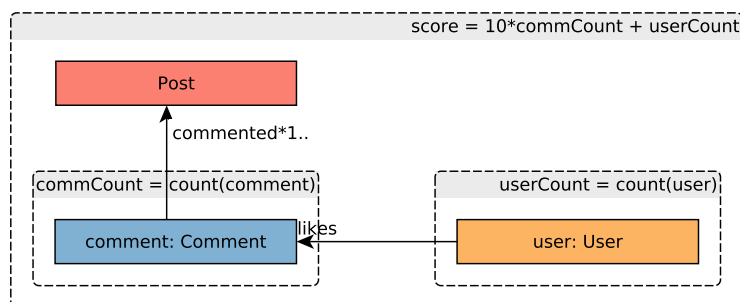 score = 10*commCount + userCount
Post
commented*1..
commCount = count(comment)
userCount = count(user)
comment: Comment
likes
user: User